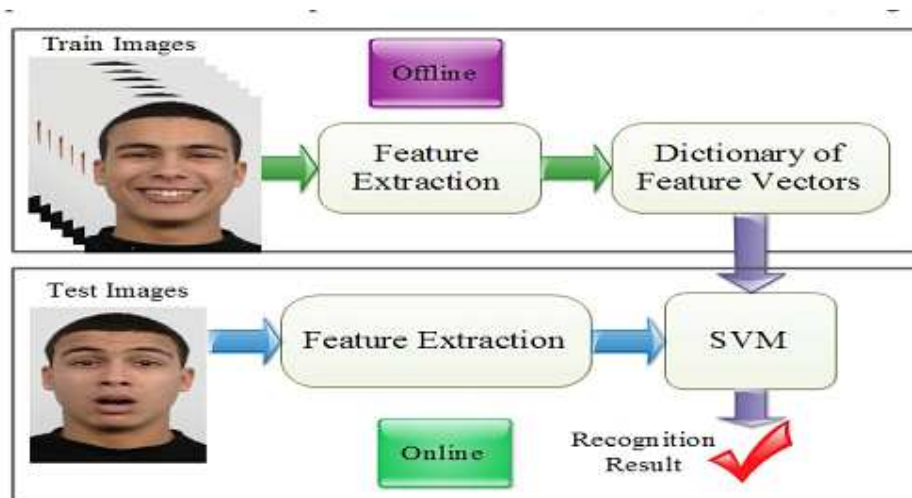 Train Images
Offline
Feature
Extraction
Dictionary of
Feature Vectors
Test Images
Feature Extraction
SVM
Online
Recognition
Result